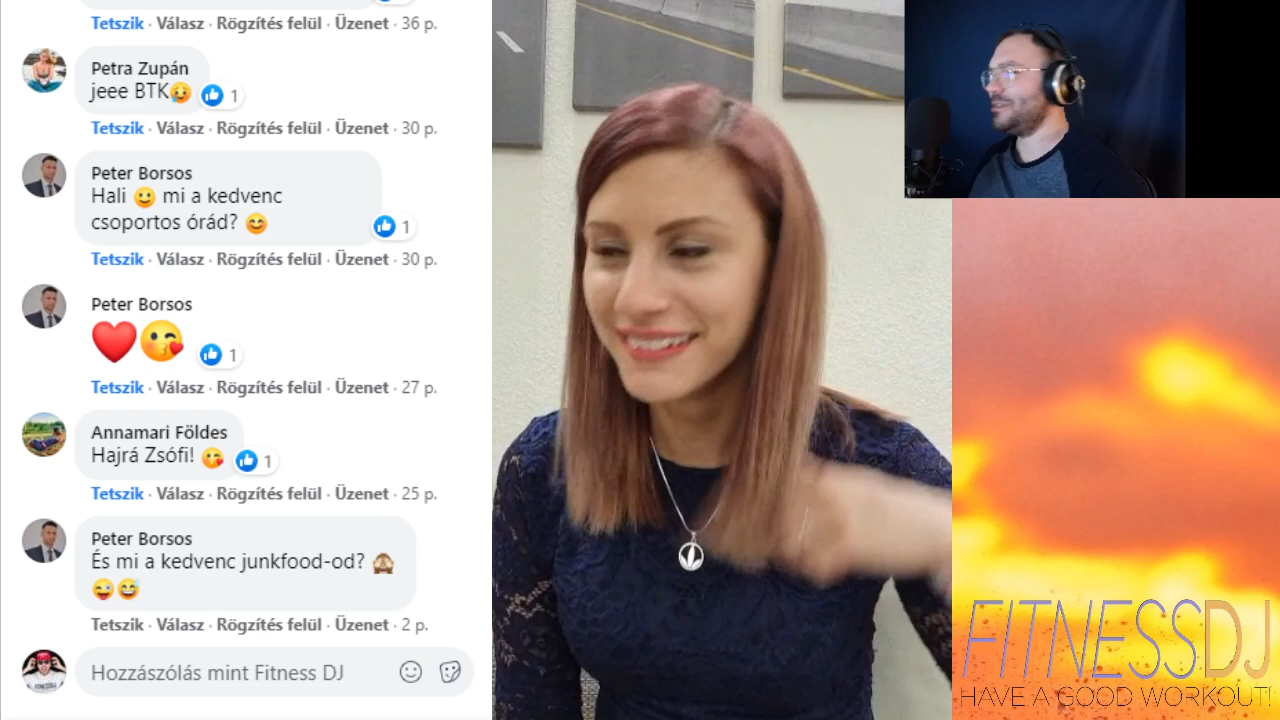 Tetszik · Válasz · Rögzítés felül · Üzenet · 36 p.
Petra Zupán
jeee BTK😥 1
Tetszik · Válasz · Rögzítés felül · Üzenet · 30 p.
Peter Borsos
Hali 🙂 mi a kedvenc
csoportos órád? 😊 1
Tetszik · Válasz · Rögzítés felül · Üzenet · 30 p.
Peter Borsos
❤️😘 1
Tetszik · Válasz · Rögzítés felül · Üzenet · 27 p.
Annamari Földes
Hajrá Zsófi! 😘 1
Tetszik · Válasz · Rögzítés felül · Üzenet · 25 p.
Peter Borsos
És mi a kedvenc junkfood-od? 🙈
😜😅
Tetszik · Válasz · Rögzítés felül · Üzenet · 2 p.
Hozzászólás mint Fitness DJ
FITNESSDJ
HAVE A GOOD WORKOUT!